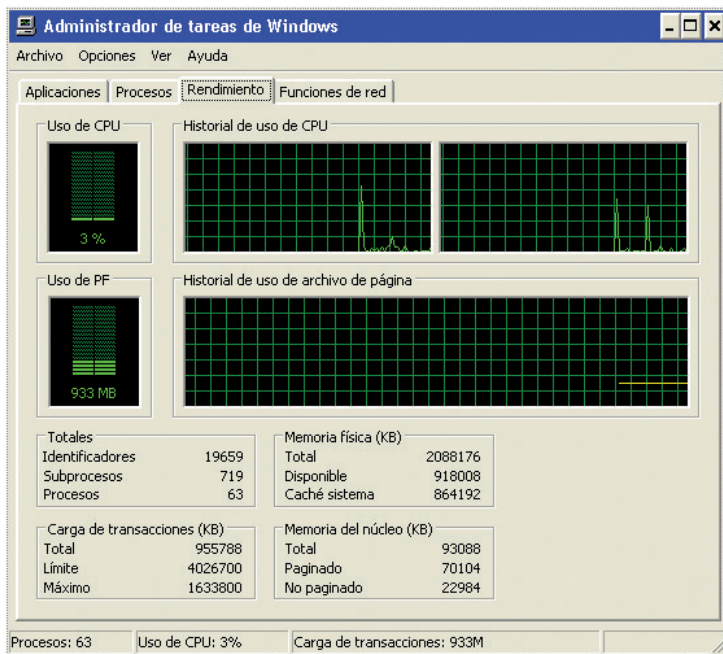 Administrador de tareas de Windows
Archivo Opciones Ver Ayuda
Aplicaciones Procesos Rendimiento Funciones de red
Uso de CPU
3 %
Historial de uso de CPU
Uso de PF
933 MB
Historial de uso de archivo de página
Totales
Identificadores 19659
Subprocesos 719
Procesos 63
Memoria física (KB)
Total 2088176
Disponible 918008
Caché sistema 864192
Carga de transacciones (KB)
Total 955788
Límite 4026700
Máximo 1633800
Memoria del núcleo (KB)
Total 93088
Paginado 70104
No paginado 22984
Procesos: 63 Uso de CPU: 3% Carga de transacciones: 933M